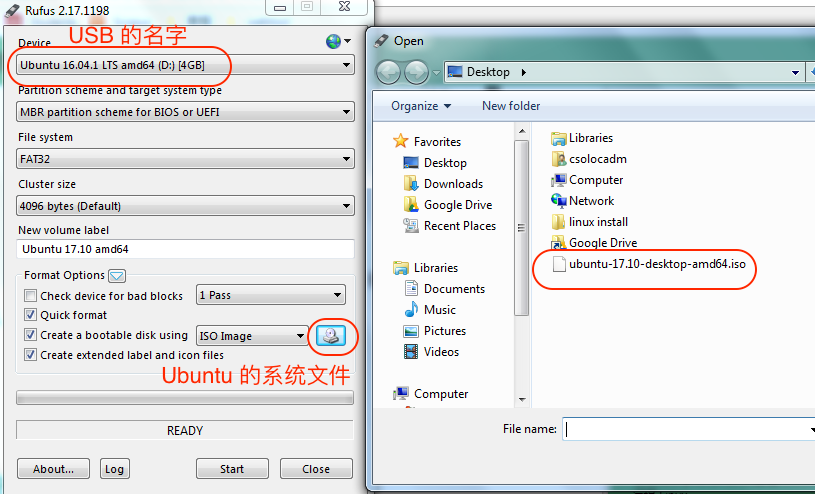 Rufus 2.17.1198
USB 的名字
Device
Ubuntu 16.04.1 LTS amd64 (D:) [4GB]
Partition scheme and target system type
MBR partition scheme for BIOS or UEFI
File system
FAT32
Cluster size
4096 bytes (Default)
New volume label
Ubuntu 17.10 amd64
Format Options
Check device for bad blocks
1 Pass
Quick format
Create a bootable disk using
ISO Image
Create extended label and icon files
Ubuntu 的系统文件
READY
About...
Log
Start
Close
Open
Desktop
Organize
New folder
Favorites
Desktop
Downloads
Google Drive
Recent Places
Libraries
Documents
Music
Pictures
Videos
Computer
Libraries
csolocadm
Computer
Network
linux install
Google Drive
ubuntu-17.10-desktop-amd64.iso
File name: